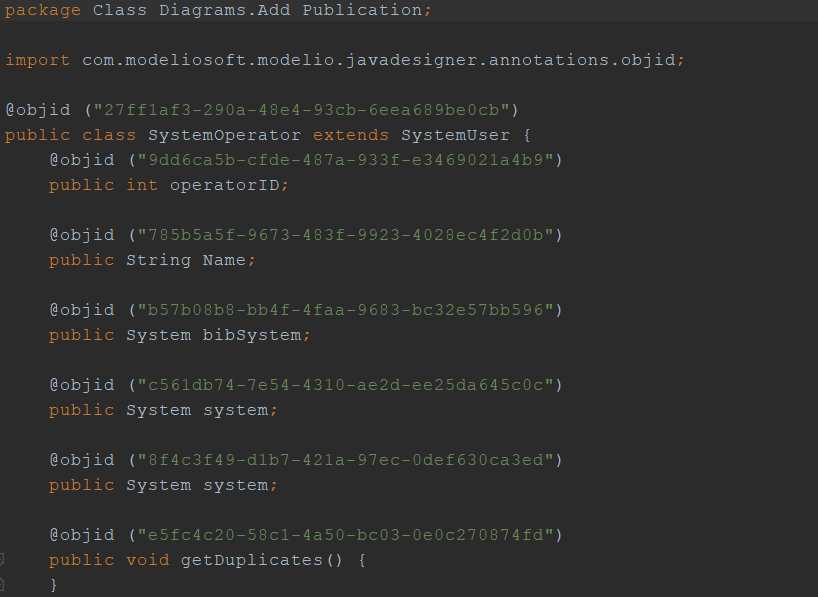 package Class Diagrams.Add Publication;
import com.modeliosoft.modelio.javadesigner.annotations.objid;
@objid ("27ff1af3-290a-48e4-93cb-6eea689be0cb")
public class SystemOperator extends SystemUser {
@objid ("9dd6ca5b-cfde-487a-933f-e3469021a4b9")
public int operatorID;
@objid ("785b5a5f-9673-483f-9923-4028ec4f2d0b")
public String Name;
@objid ("b57b08b8-bb4f-4faa-9683-bc32e57bb596")
public System bibSystem;
@objid ("c561db74-7e54-4310-ae2d-ee25da645c0c")
public System system;
@objid ("8f4c3f49-d1b7-421a-97ec-0def630ca3ed")
public System system;
@objid ("e5fc4c20-58c1-4a50-bc03-0e0c270874fd")
public void getDuplicates() {
}